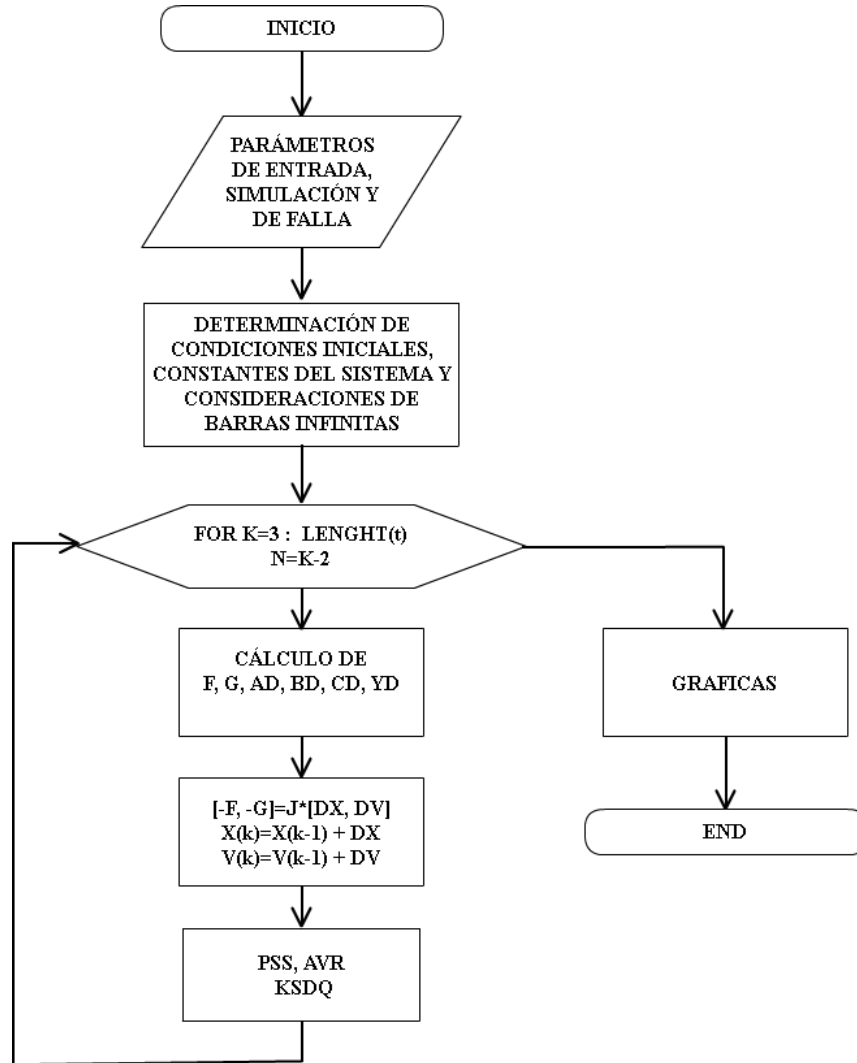 INICIO
PARÁMETROS
DE ENTRADA,
SIMULACIÓN Y
DE FALLA
DETERMINACIÓN DE
CONDICIONES INICIALES,
CONSTANTES DEL SISTEMA Y
CONSIDERACIONES DE
BARRAS INFINITAS
FOR K=3 : LENGHT(t)
N=K-2
CÁLCULO DE
F, G, AD, BD, CD, YD
[-F, -G]=J*[DX, DV]
X(k)=X(k-1) + DX
V(k)=V(k-1) + DV
PSS, AVR
KSDQ
GRAFICAS
END